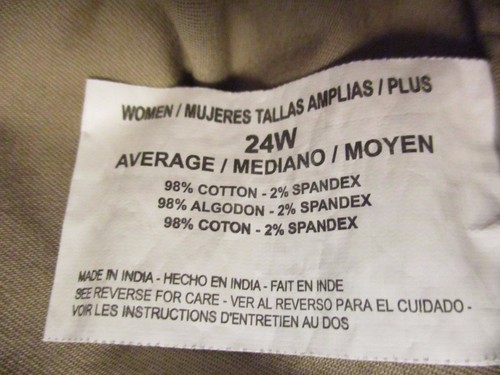 WOMEN / MUJERES TALLAS AMPLIAS / PLUS
24W
AVERAGE / MEDIANO / MOYEN
98% COTTON - 2% SPANDEX
98% ALGODON - 2% SPANDEX
98% COTON - 2% SPANDEX
MADE IN INDIA - HECHO EN INDIA - FAIT EN INDE
SEE REVERSE FOR CARE - VER AL REVERSO PARA EL CUIDADO -
VOIR LES INSTRUCTIONS D'ENTRETIEN AU DOS